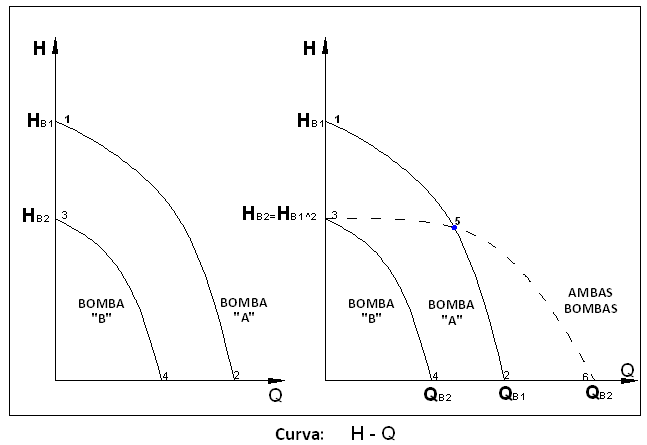 H
HB1
1
HB2
3
BOMBA
"B"
BOMBA
"A"
4
2
Q
H
HB1
1
HB2=HB1^2
3
5
BOMBA
"B"
BOMBA
"A"
AMBAS
BOMBAS
4
2
6
Q
QB2
QB1
QB2
Curva: H - Q